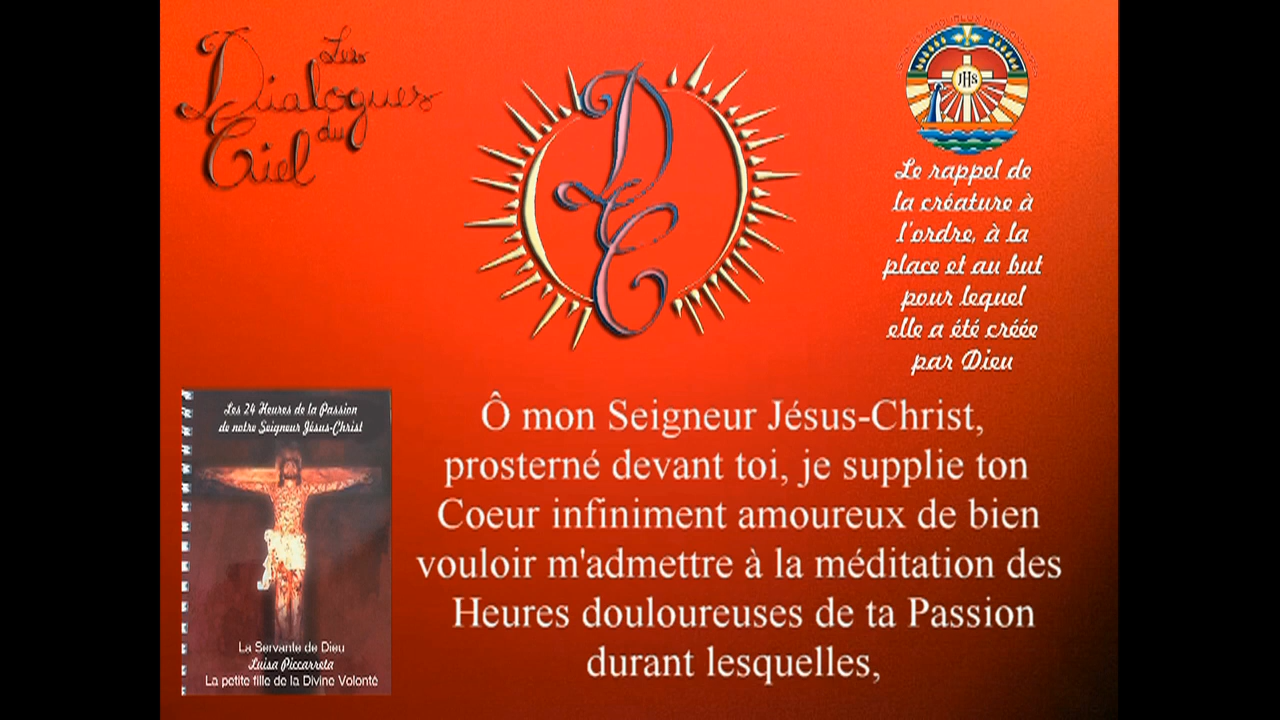 Les
Dialogues
du
Ciel
DC
JHS
Le rappel de
la créature à
l'ordre, à la
place et au but
pour lequel
elle a été créée
par Dieu
Les 24 Heures de la Passion
de notre Seigneur Jésus-Christ
La Servante de Dieu
Luisa Piccarreta
La petite fille de la Divine Volonté
Ô mon Seigneur Jésus-Christ,
prosterné devant toi, je supplie ton
Coeur infiniment amoureux de bien
vouloir m'admettre à la méditation des
Heures douloureuses de ta Passion
durant lesquelles,